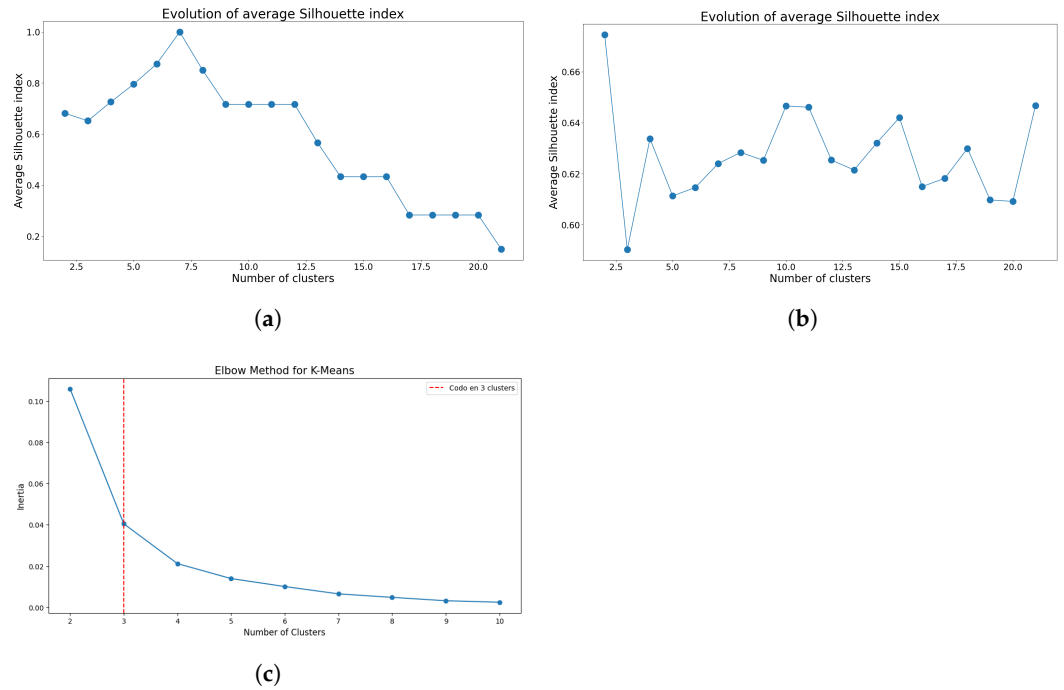 Evolution of average Silhouette index
Average Silhouette index
1.0
0.8
0.6
0.4
0.2
2.5 5.0 7.5 10.0 12.5 15.0 17.5 20.0
Number of clusters
(a)
Evolution of average Silhouette index
Average Silhouette index
0.66
0.64
0.62
0.60
2.5 5.0 7.5 10.0 12.5 15.0 17.5 20.0
Number of clusters
(b)
Elbow Method for K-Means
Codo en 3 clusters
Inertia
0.10
0.08
0.06
0.04
0.02
0.00
2 3 4 5 6 7 8 9 10
Number of Clusters
(c)